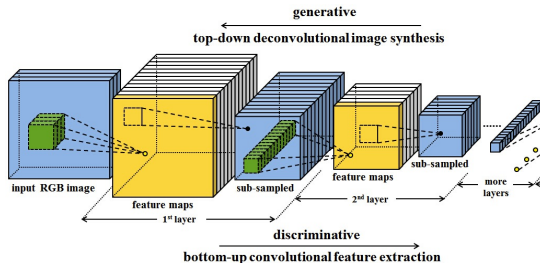 generative
top-down deconvolutional image synthesis
input RGB image
feature maps
sub-sampled
feature maps
sub-sampled
1st layer
2nd layer
more
layers
discriminative
bottom-up convolutional feature extraction